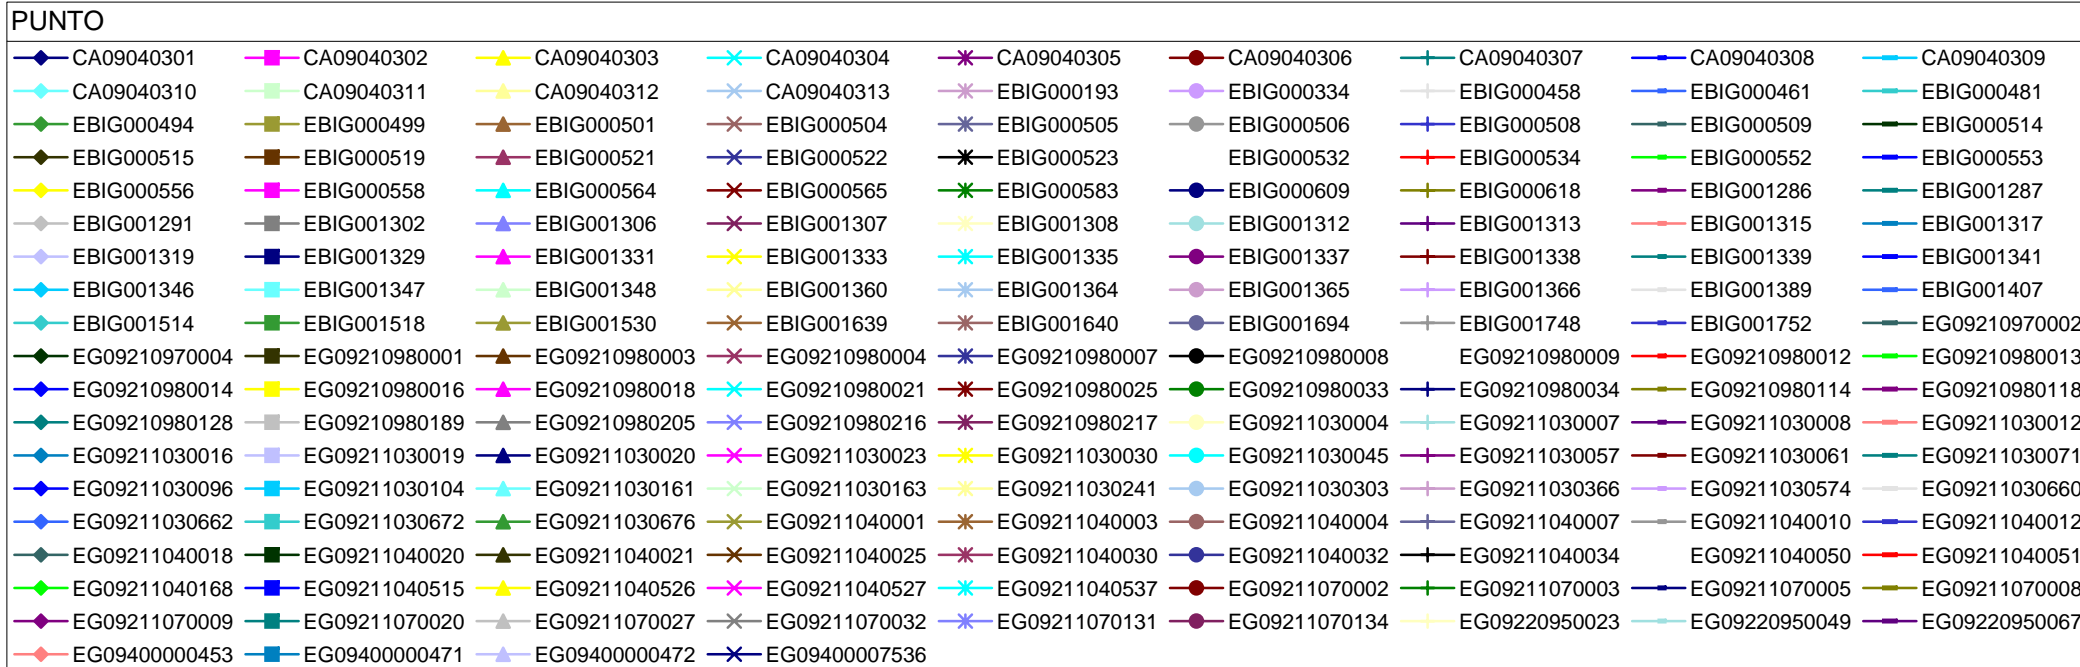 PUNTO
CA09040301 CA09040302 CA09040303 CA09040304 CA09040305 CA09040306 CA09040307 CA09040308 CA09040309
CA09040310 CA09040311 CA09040312 CA09040313 EBIG000193 EBIG000334 EBIG000458 EBIG000461 EBIG000481
EBIG000494 EBIG000499 EBIG000501 EBIG000504 EBIG000505 EBIG000506 EBIG000508 EBIG000509 EBIG000514
EBIG000515 EBIG000519 EBIG000521 EBIG000522 EBIG000523 EBIG000532 EBIG000534 EBIG000552 EBIG000553
EBIG000556 EBIG000558 EBIG000564 EBIG000565 EBIG000583 EBIG000609 EBIG000618 EBIG001286 EBIG001287
EBIG001291 EBIG001302 EBIG001306 EBIG001307 EBIG001308 EBIG001312 EBIG001313 EBIG001315 EBIG001317
EBIG001319 EBIG001329 EBIG001331 EBIG001333 EBIG001335 EBIG001337 EBIG001338 EBIG001339 EBIG001341
EBIG001346 EBIG001347 EBIG001348 EBIG001360 EBIG001364 EBIG001365 EBIG001366 EBIG001389 EBIG001407
EBIG001514 EBIG001518 EBIG001530 EBIG001639 EBIG001640 EBIG001694 EBIG001748 EBIG001752 EG09210970002
EG09210970004 EG09210980001 EG09210980003 EG09210980004 EG09210980007 EG09210980008 EG09210980009 EG09210980012 EG09210980013
EG09210980014 EG09210980016 EG09210980018 EG09210980021 EG09210980025 EG09210980033 EG09210980034 EG09210980114 EG09210980118
EG09210980128 EG09210980189 EG09210980205 EG09210980216 EG09210980217 EG09211030004 EG09211030007 EG09211030008 EG09211030012
EG09211030016 EG09211030019 EG09211030020 EG09211030023 EG09211030030 EG09211030045 EG09211030057 EG09211030061 EG09211030071
EG09211030096 EG09211030104 EG09211030161 EG09211030163 EG09211030241 EG09211030303 EG09211030366 EG09211030574 EG09211030660
EG09211030662 EG09211030672 EG09211030676 EG09211040001 EG09211040003 EG09211040004 EG09211040007 EG09211040010 EG09211040012
EG09211040018 EG09211040020 EG09211040021 EG09211040025 EG09211040030 EG09211040032 EG09211040034 EG09211040050 EG09211040051
EG09211040168 EG09211040515 EG09211040526 EG09211040527 EG09211040537 EG09211070002 EG09211070003 EG09211070005 EG09211070008
EG09211070009 EG09211070020 EG09211070027 EG09211070032 EG09211070131 EG09211070134 EG09220950023 EG09220950049 EG09220950067
EG09400000453 EG09400000471 EG09400000472 EG09400007536